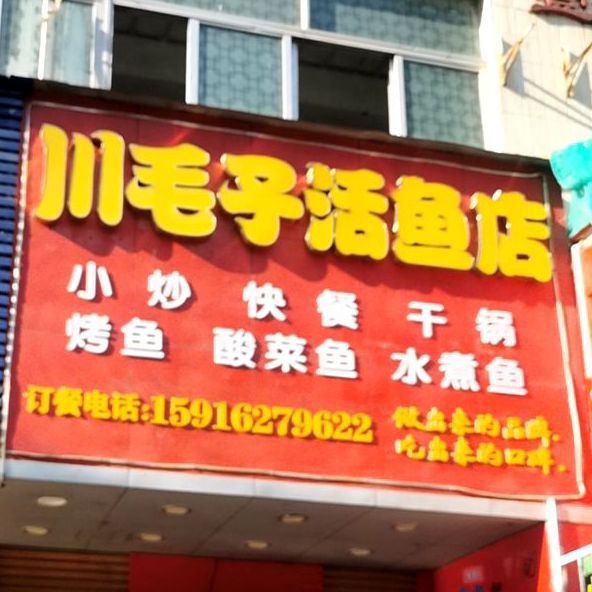 川毛子活鱼店
小炒 快餐 干锅
烤鱼 酸菜鱼 水煮鱼
订餐电话:15916279622
做出来的品牌.
吃出来的口碑.